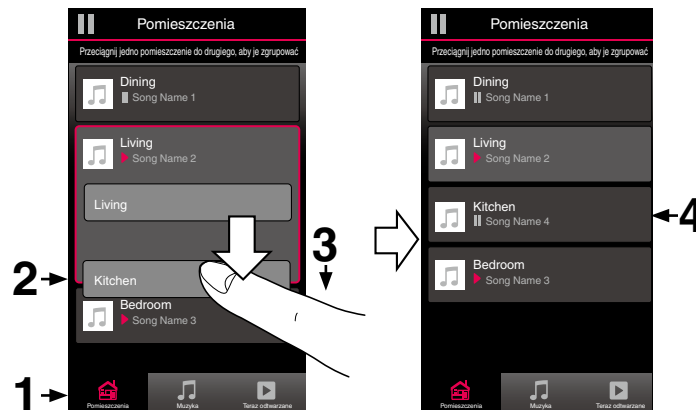 Pomieszczenia
Przeciągnij jedno pomieszczenie do drugiego, aby je zgrupować
Dining
Song Name 1
Living
Song Name 2
Living
Kitchen
Bedroom
Song Name 3
Pomieszczenia Muzyka Teraz odtwarzane
1
2
3
Pomieszczenia
Przeciągnij jedno pomieszczenie do drugiego, aby je zgrupować
Dining
Song Name 1
Living
Song Name 2
Kitchen
Song Name 4
Bedroom
Song Name 3
Pomieszczenia Muzyka Teraz odtwarzane
4